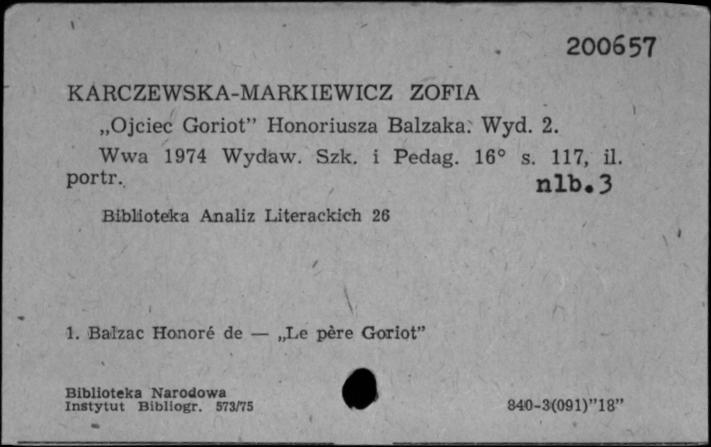 200657
KARCZEWSKA-MARKIEWICZ ZOFIA
„Ojciec Goriot” Honoriusza Balzaka. Wyd. 2.
Wwa 1974 Wydaw. Szk. i Pedag. 16° s. 117, il.
portr. nlb.3
Biblioteka Analiz Literackich 26
1. Balzac Honoré de — „Le père Goriot”
Biblioteka Narodowa
Instytut Bibliogr. 573/75 840-3(091)”18”